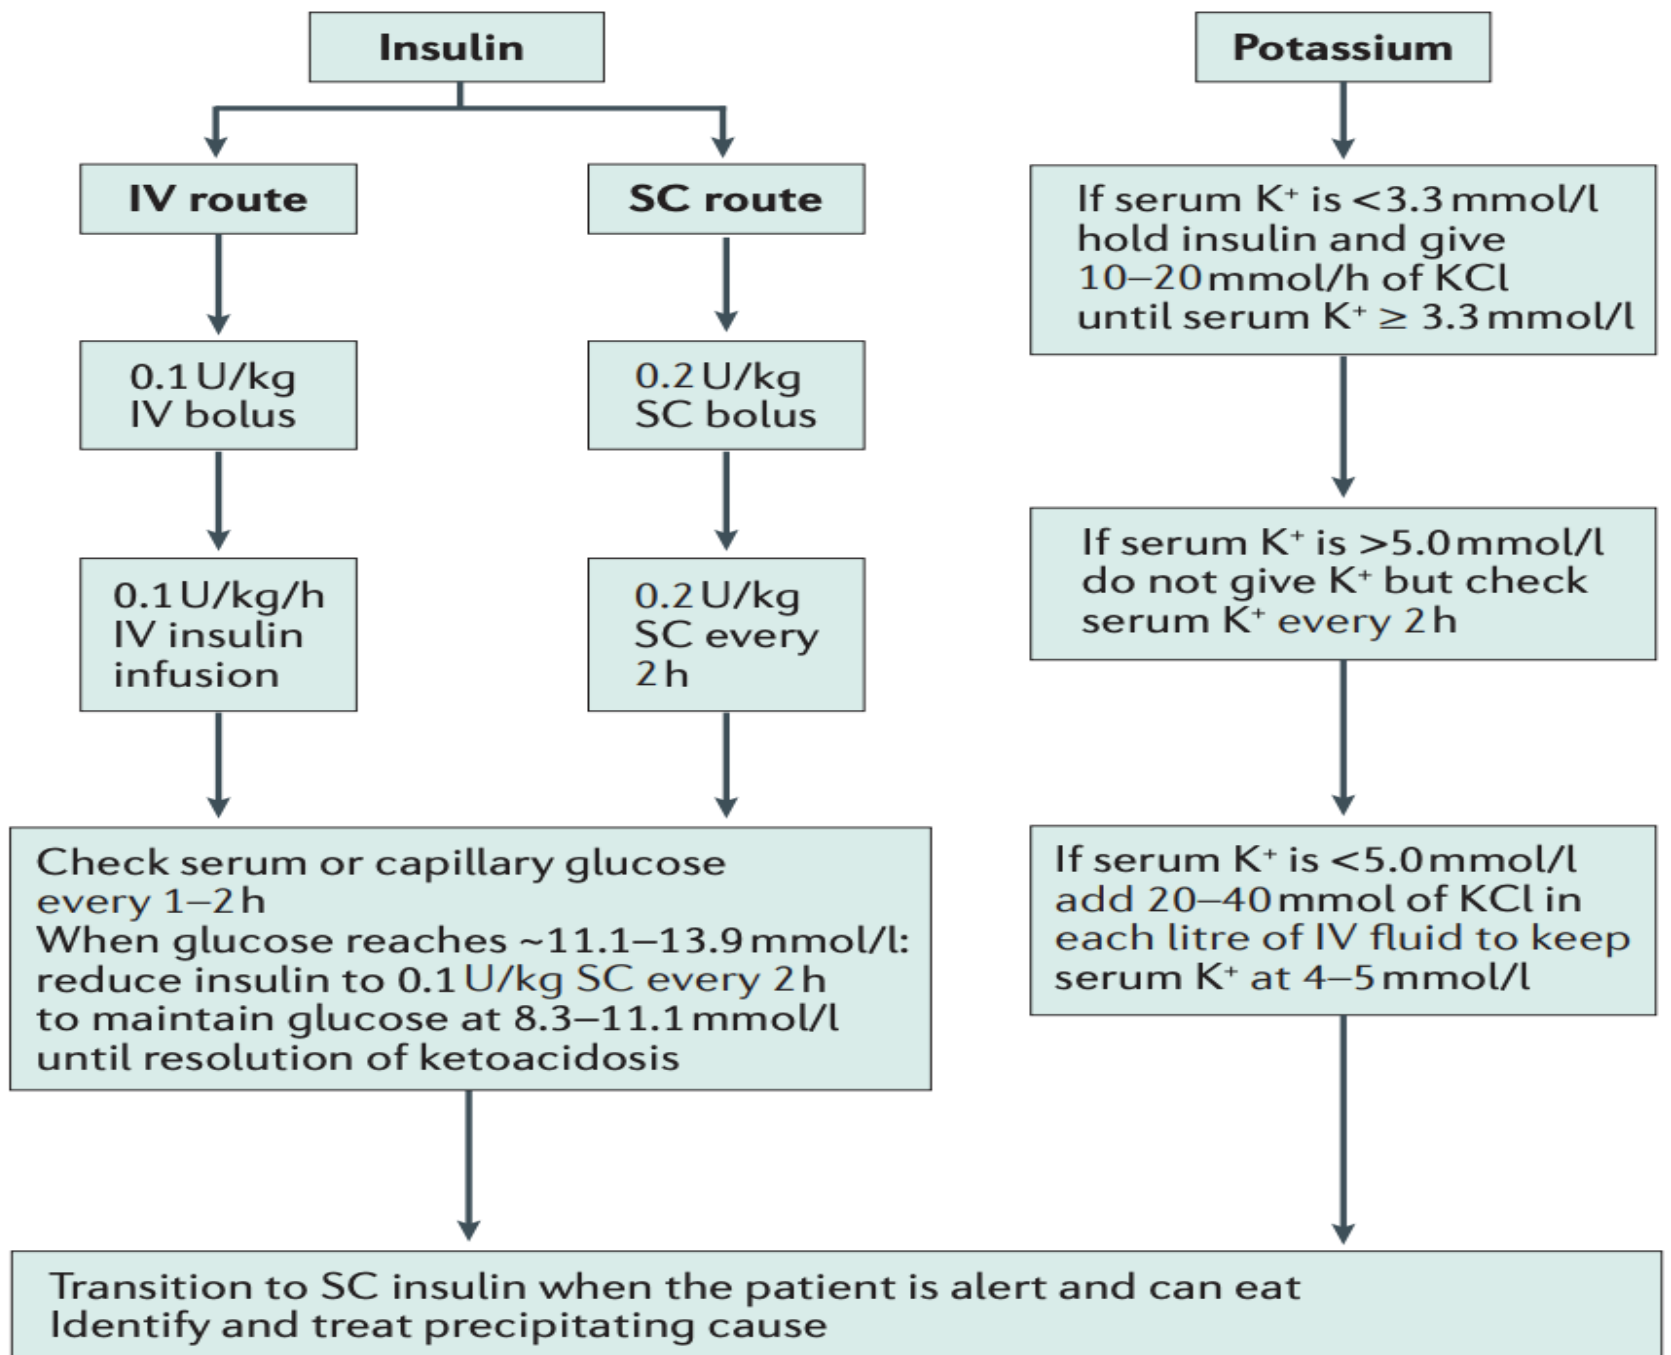 Insulin
IV route
0.1 U/kg
IV bolus
0.1 U/kg/h
IV insulin
infusion
SC route
0.2 U/kg
SC bolus
0.2 U/kg
SC every
2 h
Check serum or capillary glucose
every 1–2 h
When glucose reaches ~11.1–13.9 mmol/l:
reduce insulin to 0.1 U/kg SC every 2 h
to maintain glucose at 8.3–11.1 mmol/l
until resolution of ketoacidosis
Potassium
If serum K⁺ is <3.3 mmol/l
hold insulin and give
10–20 mmol/h of KCl
until serum K⁺ ≥ 3.3 mmol/l
If serum K⁺ is >5.0 mmol/l
do not give K⁺ but check
serum K⁺ every 2 h
If serum K⁺ is <5.0 mmol/l
add 20–40 mmol of KCl in
each litre of IV fluid to keep
serum K⁺ at 4–5 mmol/l
Transition to SC insulin when the patient is alert and can eat
Identify and treat precipitating cause